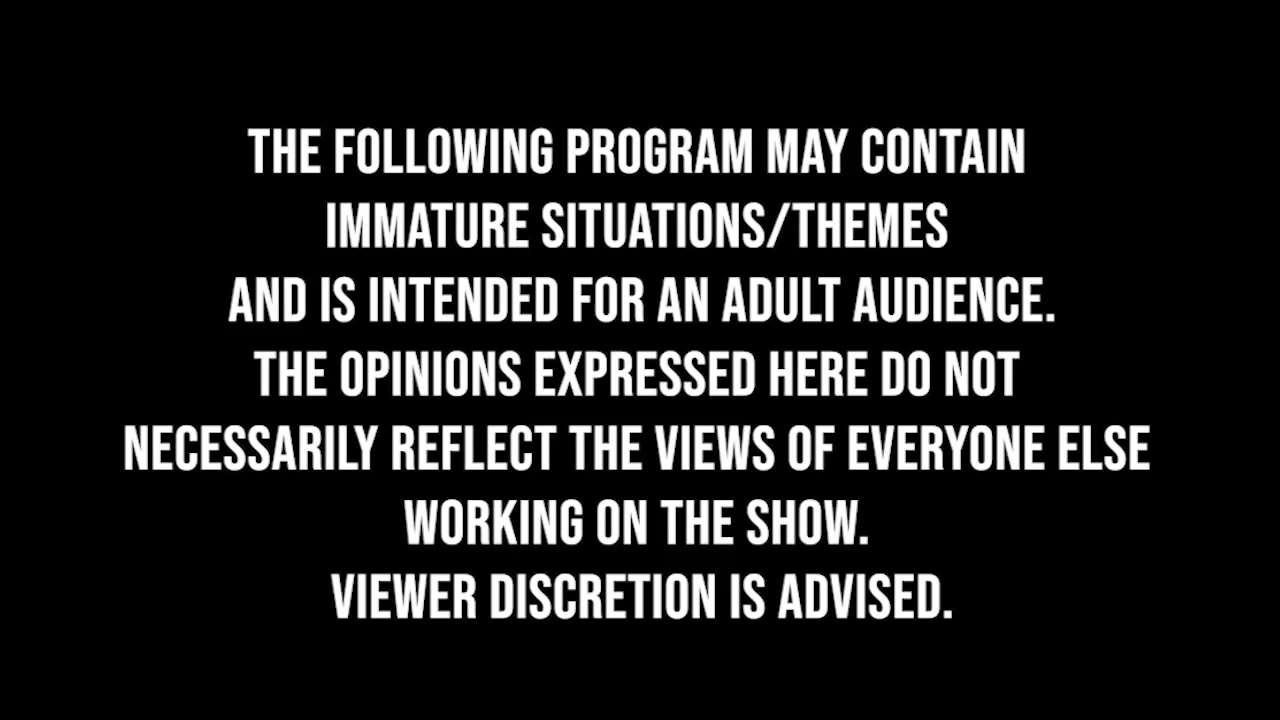 THE FOLLOWING PROGRAM MAY CONTAIN
IMMATURE SITUATIONS/THEMES
AND IS INTENDED FOR AN ADULT AUDIENCE.
THE OPINIONS EXPRESSED HERE DO NOT
NECESSARILY REFLECT THE VIEWS OF EVERYONE ELSE
WORKING ON THE SHOW.
VIEWER DISCRETION IS ADVISED.